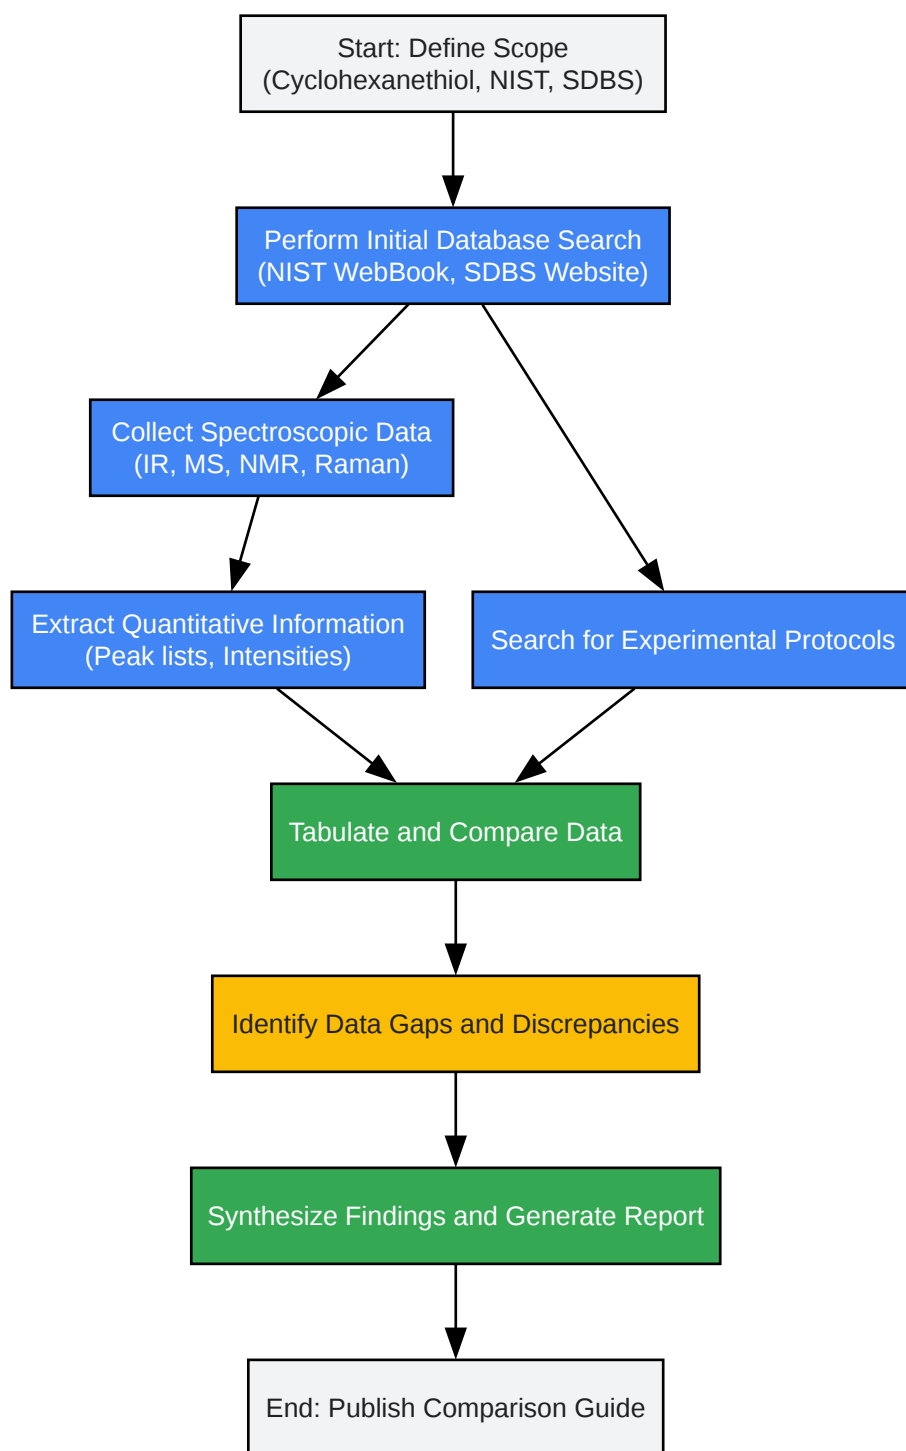 Start: Define Scope
(Cyclohexanethiol, NIST, SDBS)
Perform Initial Database Search
(NIST WebBook, SDBS Website)
Collect Spectroscopic Data
(IR, MS, NMR, Raman)
Extract Quantitative Information
(Peak lists, Intensities)
Search for Experimental Protocols
Tabulate and Compare Data
Identify Data Gaps and Discrepancies
Synthesize Findings and Generate Report
End: Publish Comparison Guide